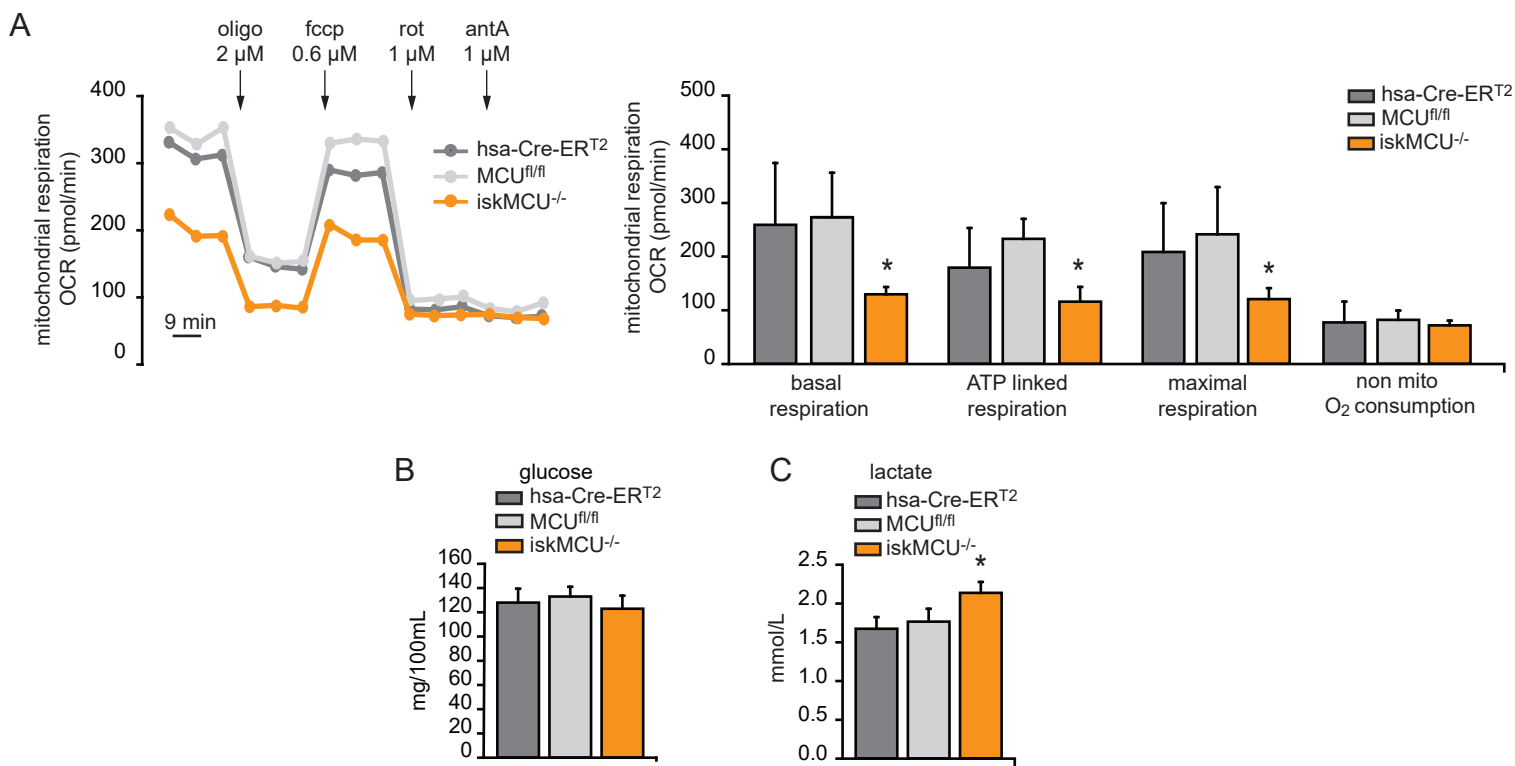 A
oligo
2 µM
fccp
0.6 µM
rot
1 µM
antA
1 µM
mitochondrial respiration
OCR (pmol/min)
400
300
200
100
0
9 min
hsa-Cre-ERT2
MCUfl/fl
iskMCU-/-
mitochondrial respiration
OCR (pmol/min)
500
400
300
200
100
0
hsa-Cre-ERT2
MCUfl/fl
iskMCU-/-
*
*
*
basal
respiration
ATP linked
respiration
maximal
respiration
non mito
O2 consumption
B
glucose
hsa-Cre-ERT2
MCUfl/fl
iskMCU-/-
mg/100mL
160
140
120
100
80
60
40
20
0
C
lactate
hsa-Cre-ERT2
MCUfl/fl
iskMCU-/-
*
mmol/L
2.5
2.0
1.5
1.0
0.5
0.0